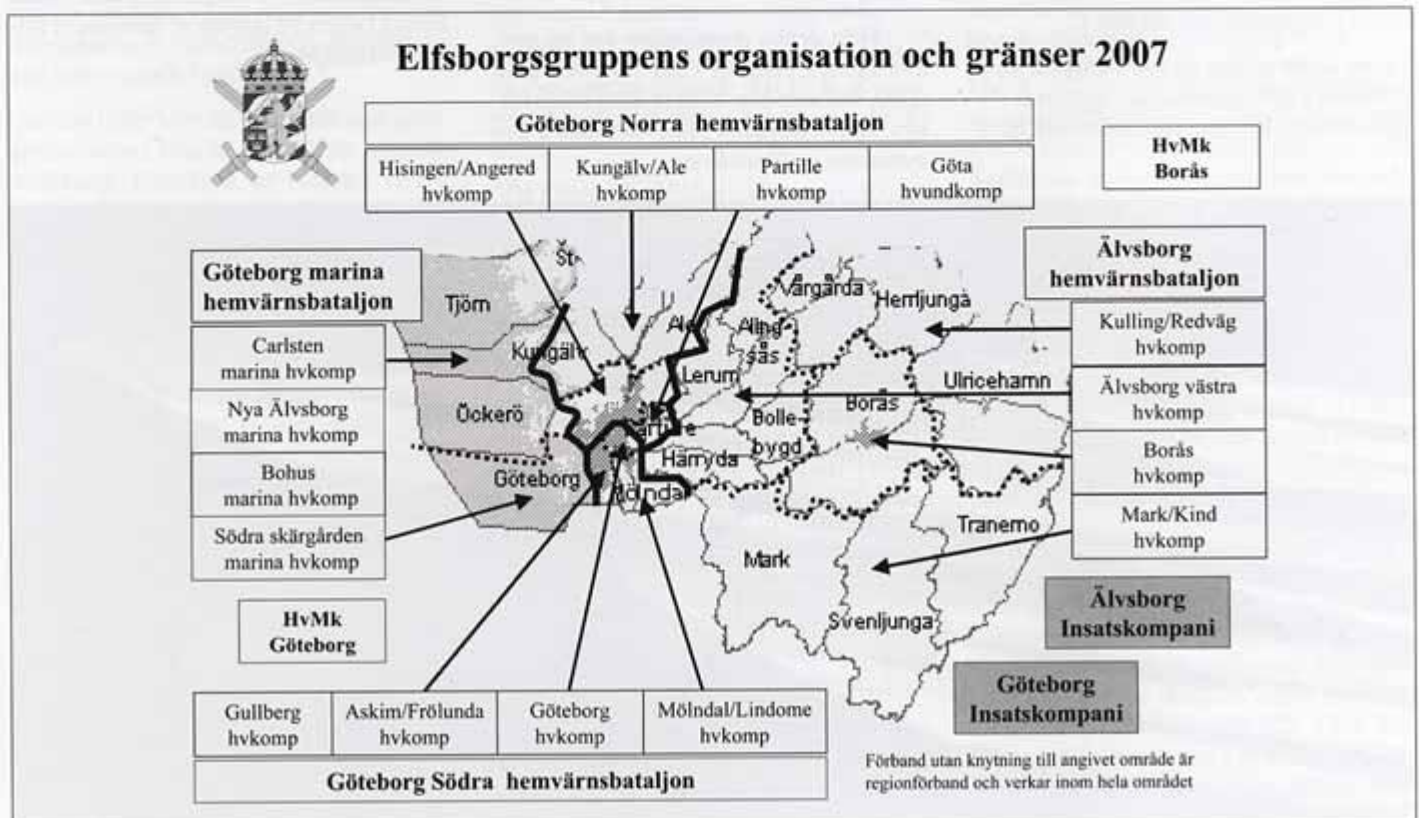 Elfsborgsgruppens organisation och gränser 2007
Göteborg Norra hemvärnsbataljon
Hisingen/Angered
hvkomp
Kungälv/Ale
hvkomp
Partille
hvkomp
Göta
hvundkomp
HvMk
Borås
Göteborg marina
hemvärnsbataljon
Carlsten
marina hvkomp
Nya Älvsborg
marina hvkomp
Bohus
marina hvkomp
Södra skärgården
marina hvkomp
HvMk
Göteborg
Älvsborg
hemvärnsbataljon
Kulling/Redväg
hvkomp
Älvsborg västra
hvkomp
Borås
hvkomp
Mark/Kind
hvkomp
St
Tjörn
Kungälv
Öckerö
Göteborg
Ale
Aling
sås
Vårgårda
Herrljunga
Lerum
Ulricehamn
Borås
Bolle-
bygd
Härryda
Mark
Tranemo
Svenljunga
Älvsborg
Insatskompani
Göteborg
Insatskompani
Gullberg
hvkomp
Askim/Frölunda
hvkomp
Göteborg
hvkomp
Mölndal/Lindome
hvkomp
Göteborg Södra hemvärnsbataljon
Förband utan knytning till angivet område är
regionförband och verkar inom hela området